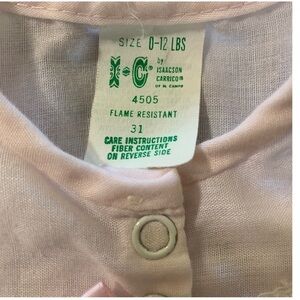 SIZE 0-12 LBS
I·C® by
ISAACSON
CARRICO®
4505
FLAME RESISTANT
31
CARE INSTRUCTIONS
FIBER CONTENT
ON REVERSE SIDE